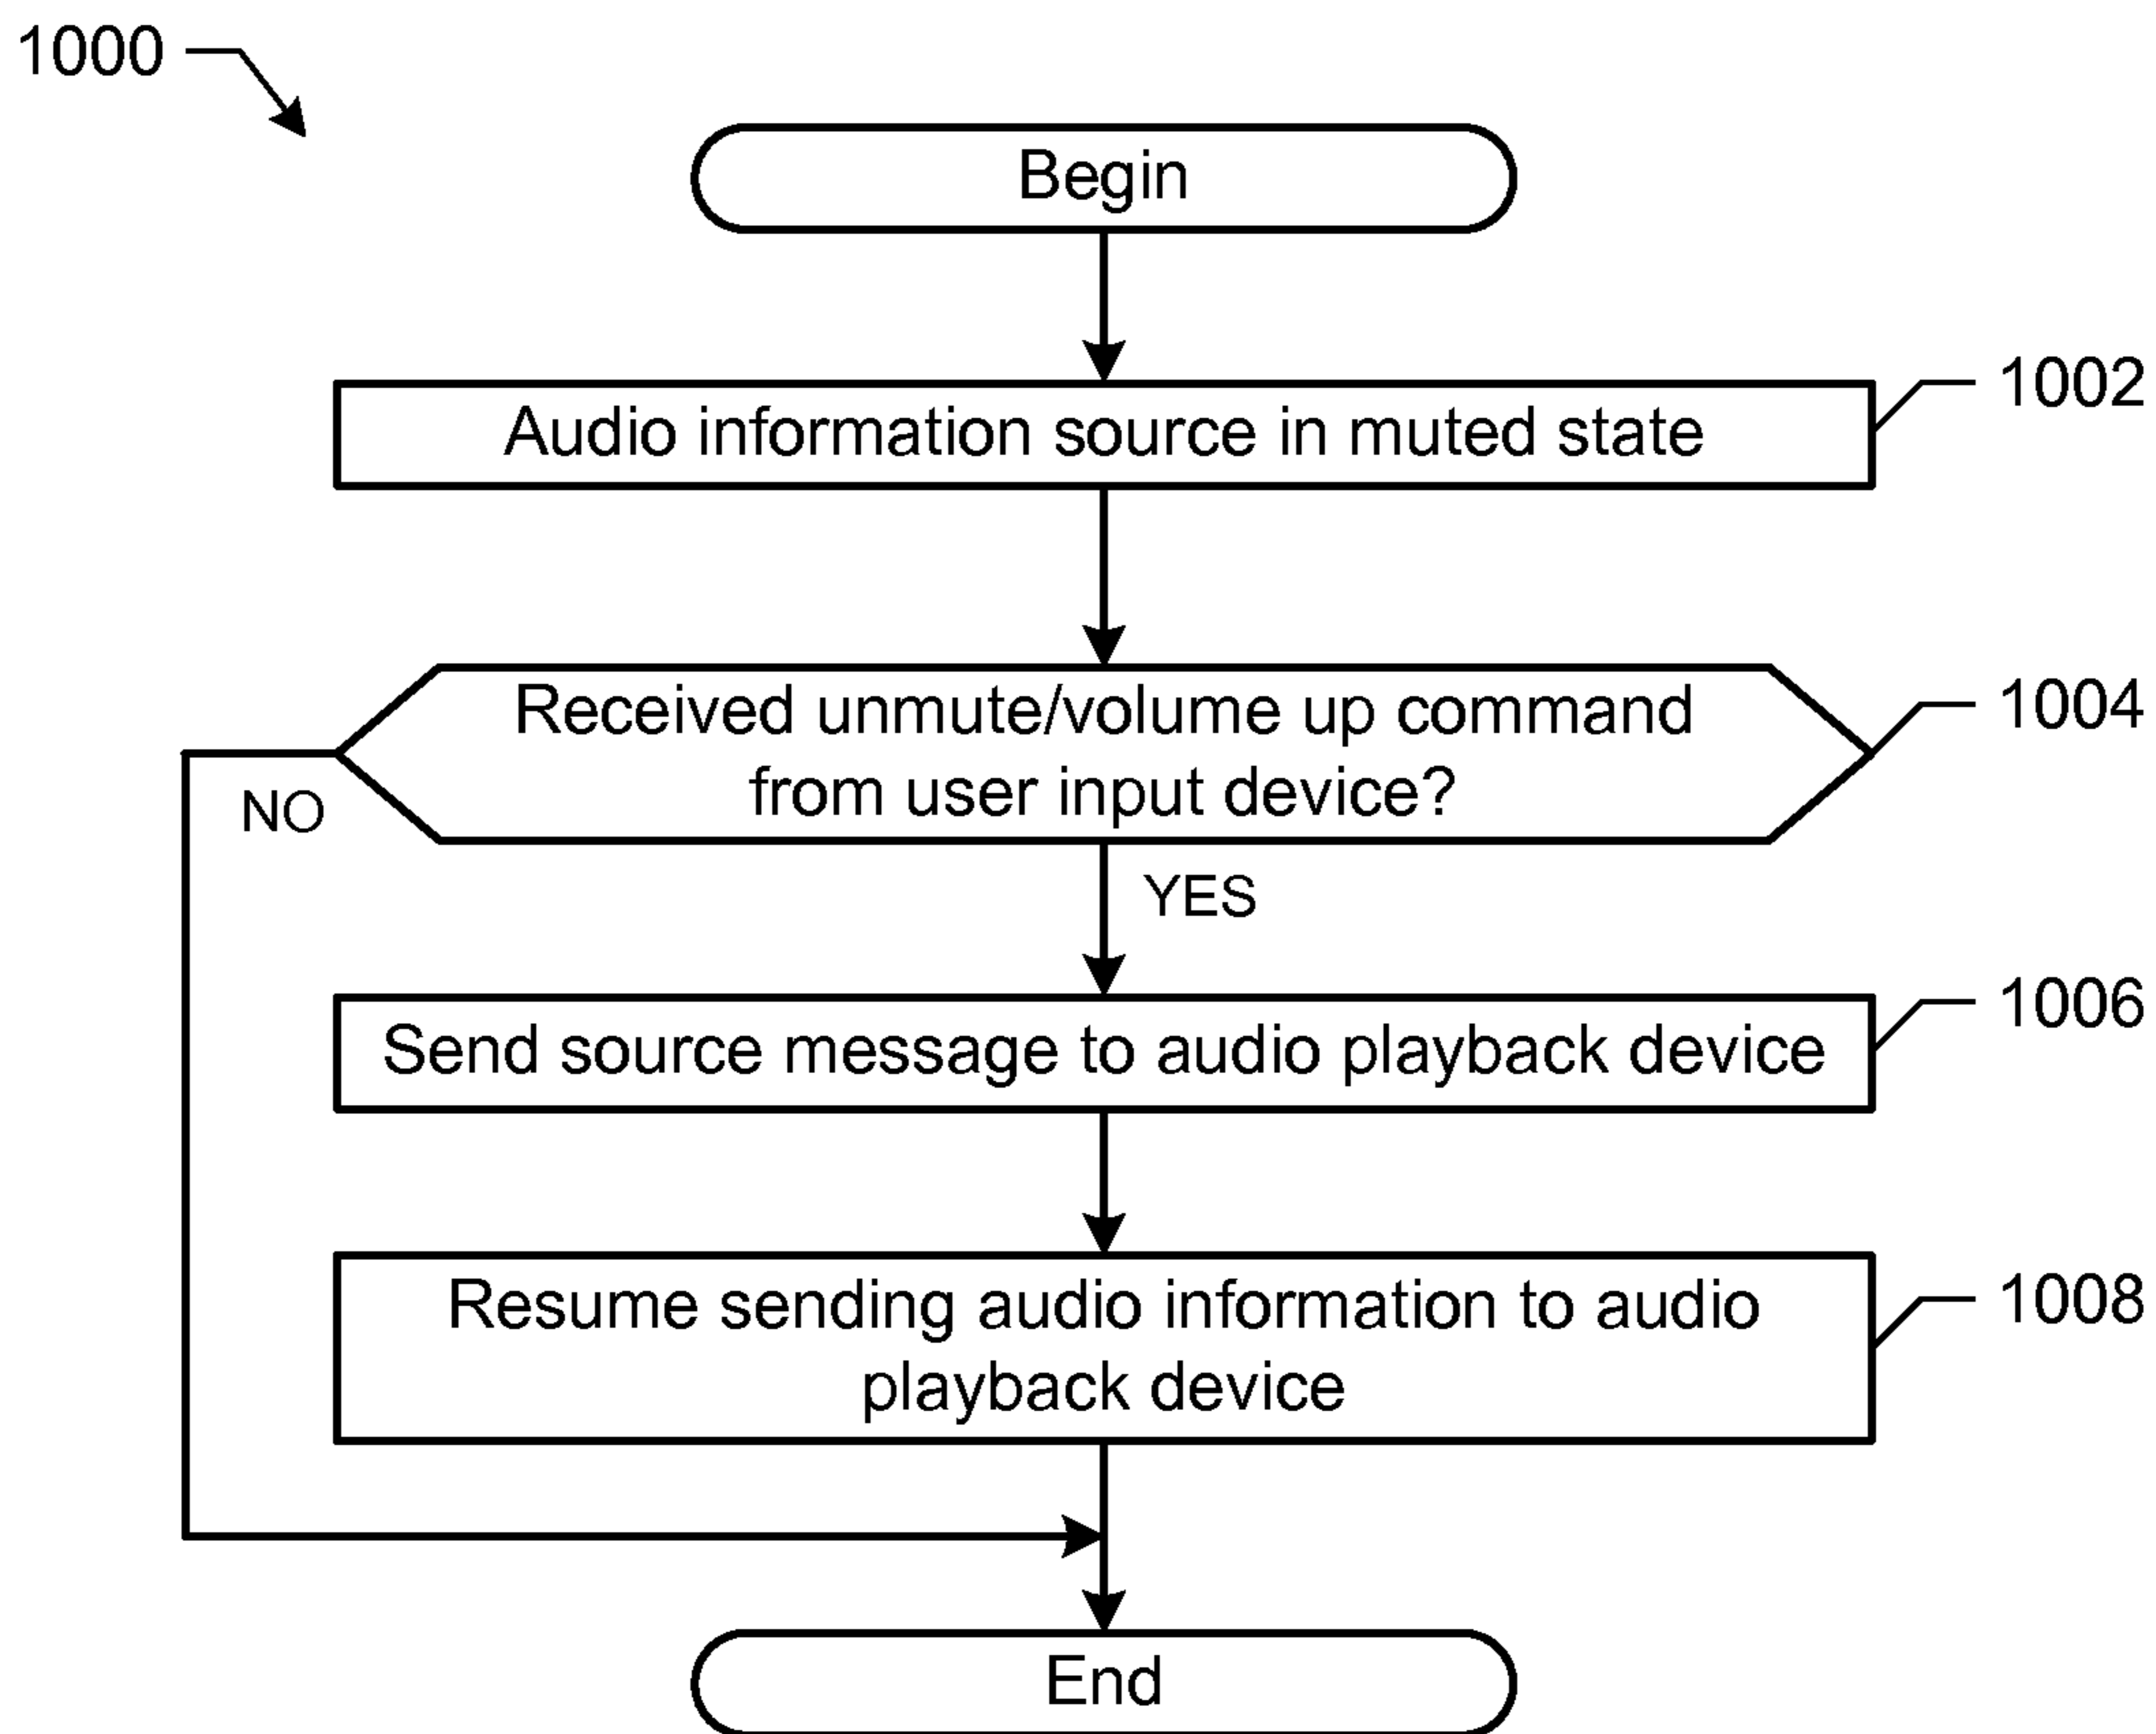 1000
Begin
Audio information source in muted state
1002
Received unmute/volume up command
from user input device?
1004
NO
YES
Send source message to audio playback device
1006
Resume sending audio information to audio
playback device
1008
End